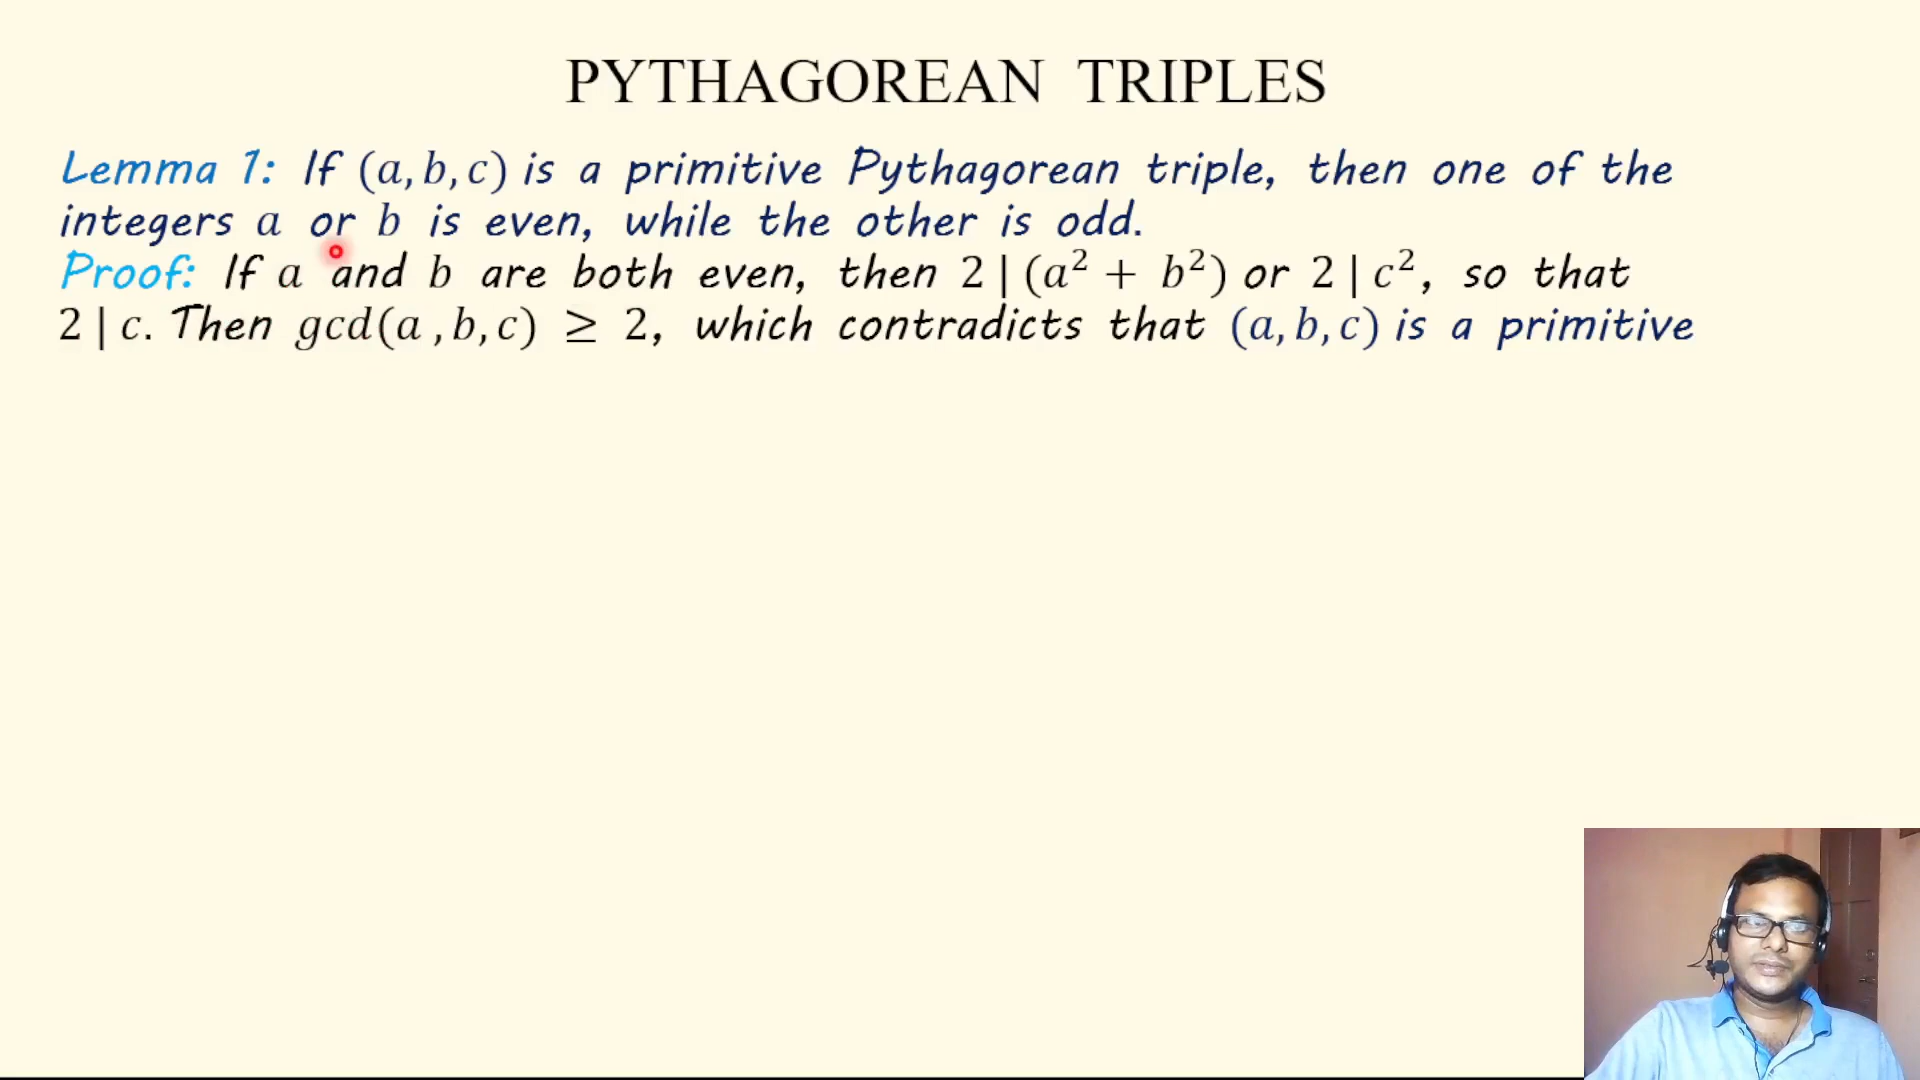 PYTHAGOREAN TRIPLES
Lemma 1: If (a, b, c) is a primitive Pythagorean triple, then one of the
integers a or b is even, while the other is odd.
Proof: If a and b are both even, then 2 | (a² + b²) or 2 | c², so that
2 | c. Then gcd(a , b, c) ≥ 2, which contradicts that (a, b, c) is a primitive